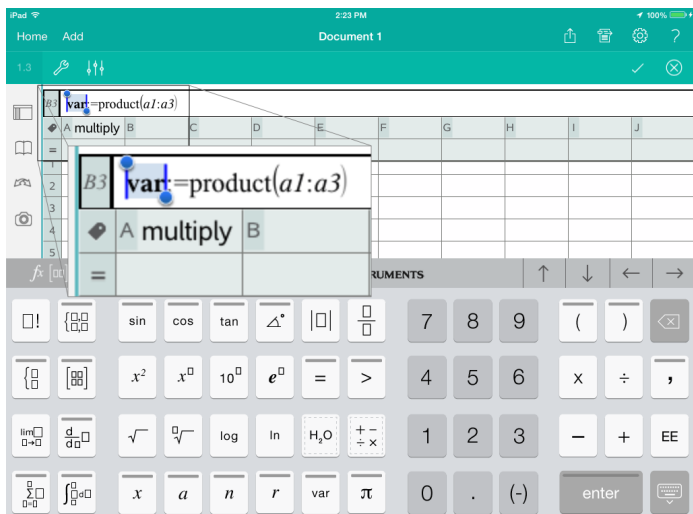 iPad 2:23 PM 100%
Home Add Document 1 ?
1.3
B3 var:=product(a1:a3)
A multiply B C D E F G H I J
=
1
2
3
4
5
B3 var:=product(a1:a3)
A multiply B
=
fx RUMENTS ↑ ↓ ← →
□! sin cos tan |□| 7 8 9 ( )
x² x□ 10□ e□ = > 4 5 6 x ÷ ,
lim□ □→□ d/d□ □ √ □√ log ln H₂O + − ÷ × 1 2 3 − + EE
Σ□ □=□ ∫□d□ x a n r var π 0 . (-) enter